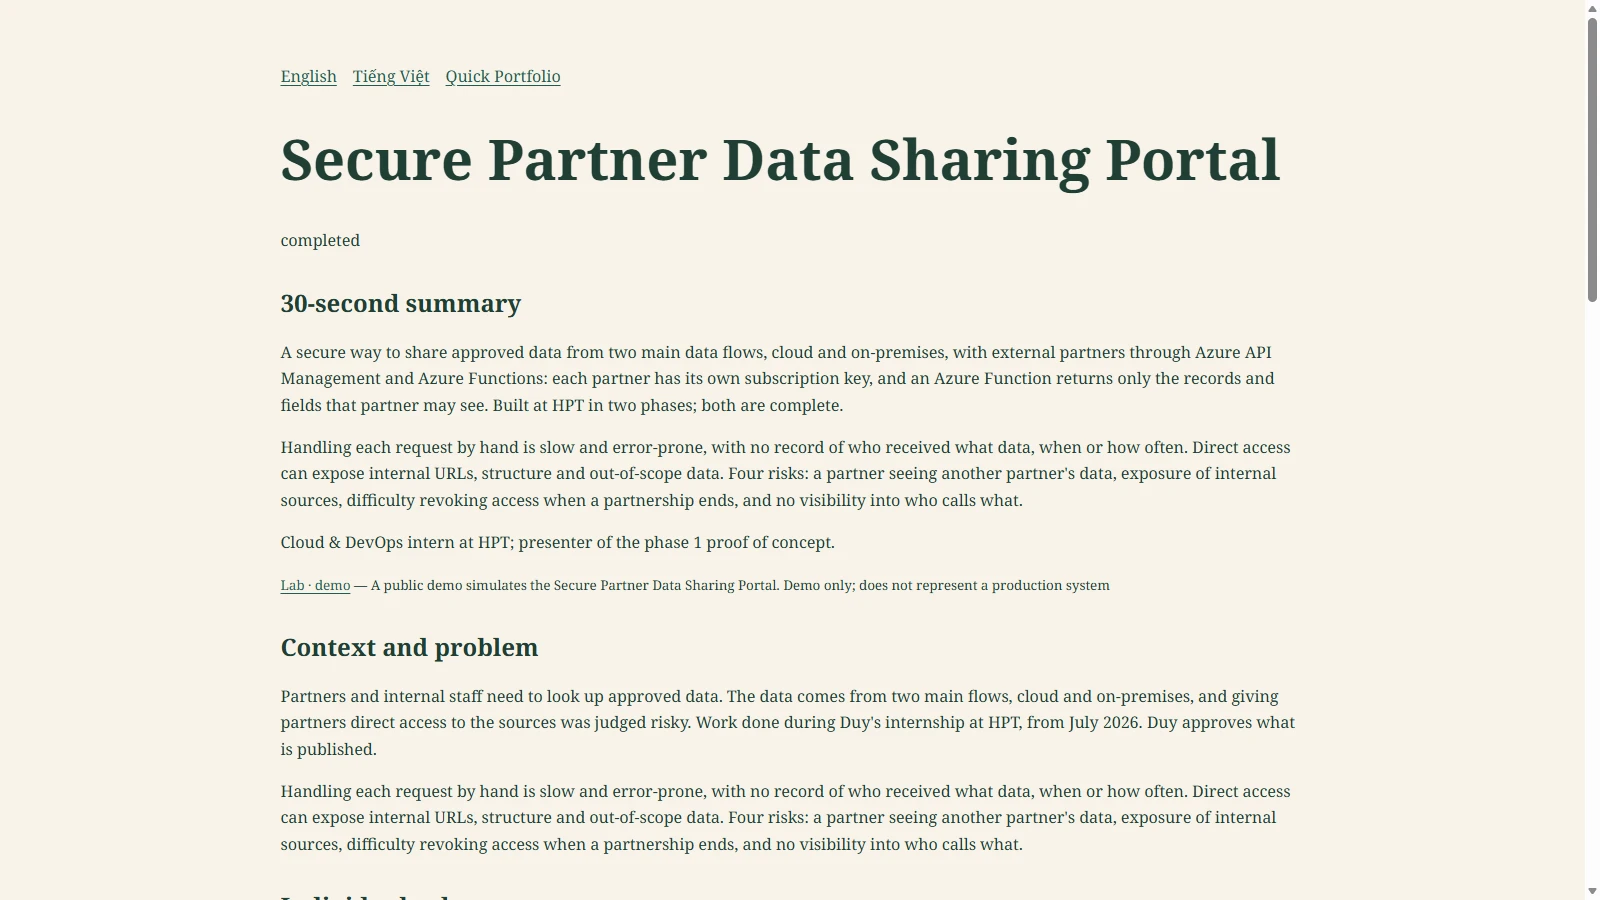 English Tiếng Việt Quick Portfolio
Secure Partner Data Sharing Portal
completed
30-second summary
A secure way to share approved data from two main data flows, cloud and on-premises, with external partners through Azure API
Management and Azure Functions: each partner has its own subscription key, and an Azure Function returns only the records and
fields that partner may see. Built at HPT in two phases; both are complete.
Handling each request by hand is slow and error-prone, with no record of who received what data, when or how often. Direct access
can expose internal URLs, structure and out-of-scope data. Four risks: a partner seeing another partner's data, exposure of internal
sources, difficulty revoking access when a partnership ends, and no visibility into who calls what.
Cloud & DevOps intern at HPT; presenter of the phase 1 proof of concept.
Lab · demo — A public demo simulates the Secure Partner Data Sharing Portal. Demo only; does not represent a production system
Context and problem
Partners and internal staff need to look up approved data. The data comes from two main flows, cloud and on-premises, and giving
partners direct access to the sources was judged risky. Work done during Duy's internship at HPT, from July 2026. Duy approves what
is published.
Handling each request by hand is slow and error-prone, with no record of who received what data, when or how often. Direct access
can expose internal URLs, structure and out-of-scope data. Four risks: a partner seeing another partner's data, exposure of internal
sources, difficulty revoking access when a partnership ends, and no visibility into who calls what.